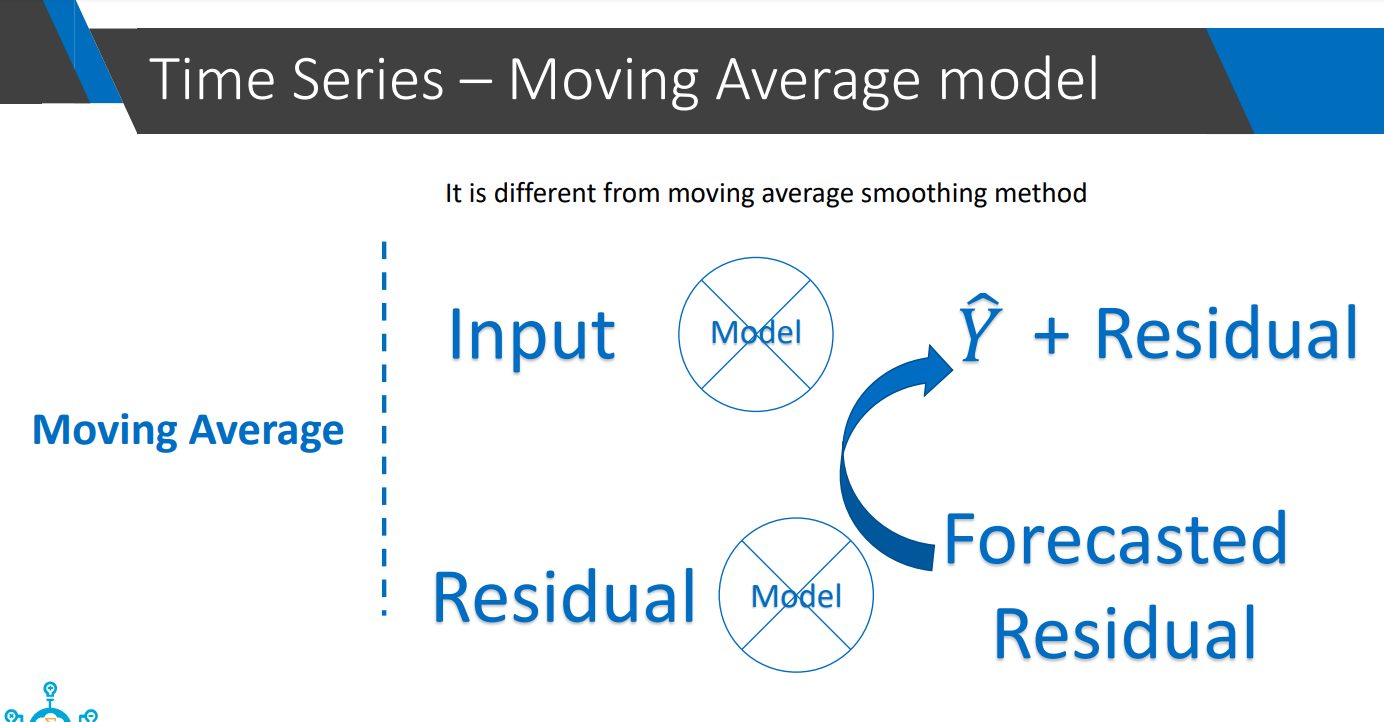 Time Series – Moving Average model
It is different from moving average smoothing method
Input
Model
Ŷ + Residual
Moving Average
Residual
Model
Forecasted
Residual